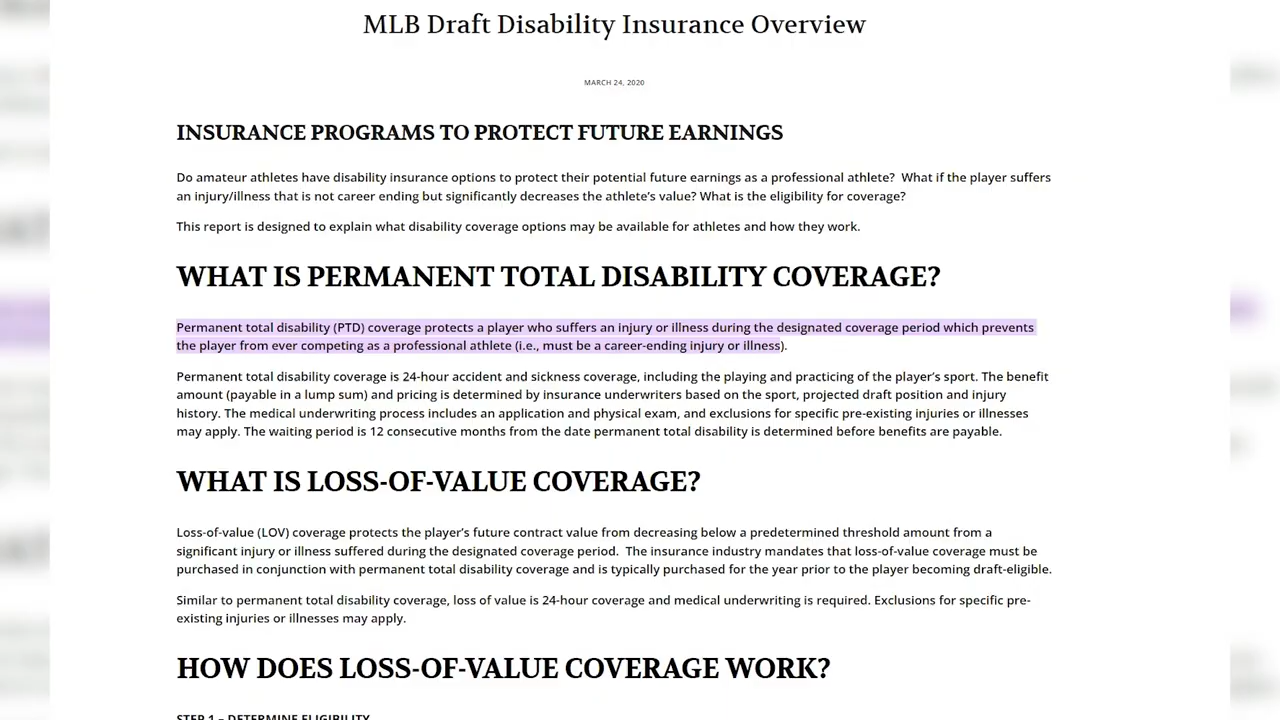 MLB Draft Disability Insurance Overview
MARCH 24, 2020
INSURANCE PROGRAMS TO PROTECT FUTURE EARNINGS
Do amateur athletes have disability insurance options to protect their potential future earnings as a professional athlete?  What if the player suffers
an injury/illness that is not career ending but significantly decreases the athlete's value? What is the eligibility for coverage?
This report is designed to explain what disability coverage options may be available for athletes and how they work.
WHAT IS PERMANENT TOTAL DISABILITY COVERAGE?
Permanent total disability (PTD) coverage protects a player who suffers an injury or illness during the designated coverage period which prevents
the player from ever competing as a professional athlete (i.e., must be a career-ending injury or illness).
Permanent total disability coverage is 24-hour accident and sickness coverage, including the playing and practicing of the player's sport. The benefit
amount (payable in a lump sum) and pricing is determined by insurance underwriters based on the sport, projected draft position and injury
history. The medical underwriting process includes an application and physical exam, and exclusions for specific pre-existing injuries or illnesses
may apply. The waiting period is 12 consecutive months from the date permanent total disability is determined before benefits are payable.
WHAT IS LOSS-OF-VALUE COVERAGE?
Loss-of-value (LOV) coverage protects the player's future contract value from decreasing below a predetermined threshold amount from a
significant injury or illness suffered during the designated coverage period.  The insurance industry mandates that loss-of-value coverage must be
purchased in conjunction with permanent total disability coverage and is typically purchased for the year prior to the player becoming draft-eligible.
Similar to permanent total disability coverage, loss of value is 24-hour coverage and medical underwriting is required. Exclusions for specific pre-
existing injuries or illnesses may apply.
HOW DOES LOSS-OF-VALUE COVERAGE WORK?
STEP 1 – DETERMINE ELIGIBILITY